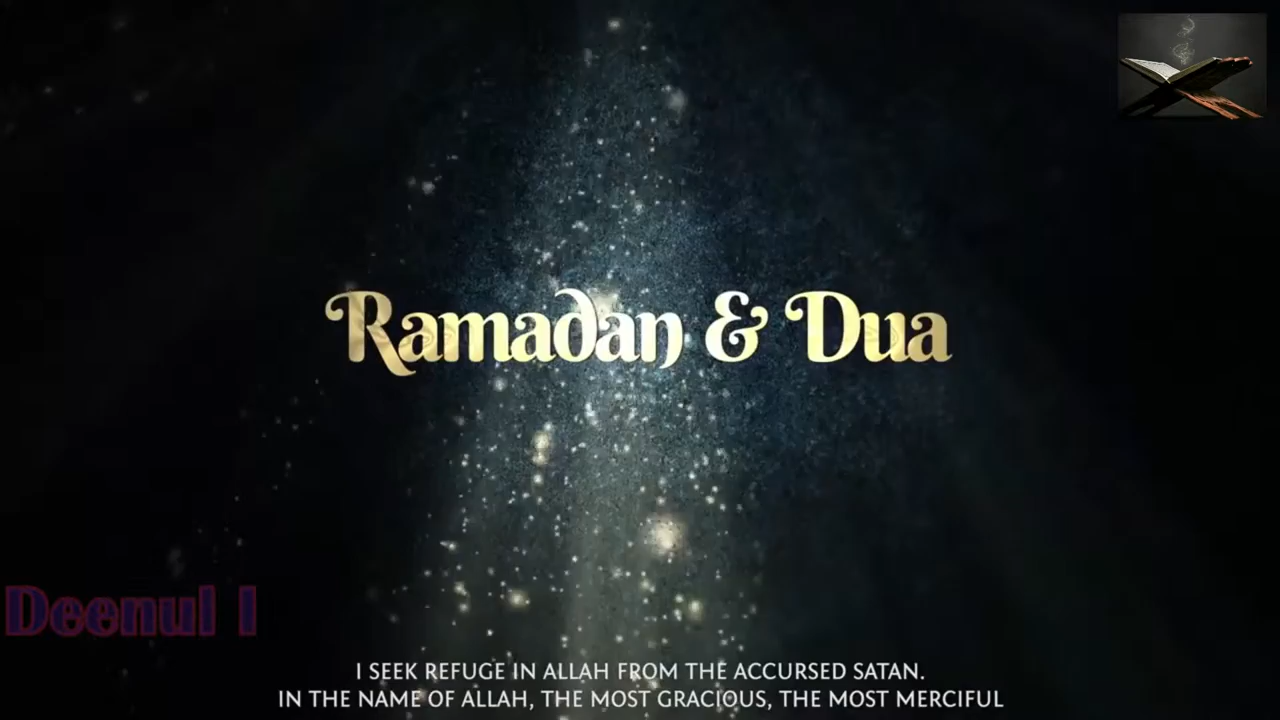 Ramadan & Dua
Deenul I
I SEEK REFUGE IN ALLAH FROM THE ACCURSED SATAN.
IN THE NAME OF ALLAH, THE MOST GRACIOUS, THE MOST MERCIFUL